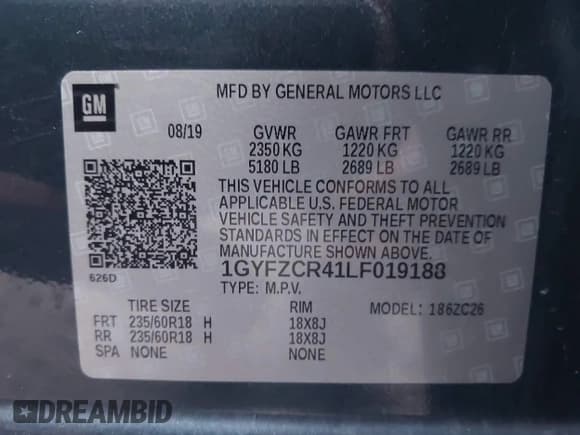 GM
MFD BY GENERAL MOTORS LLC
08/19 GVWR GAWR FRT GAWR RR
2350 KG 1220 KG 1220 KG
5180 LB 2689 LB 2689 LB
THIS VEHICLE CONFORMS TO ALL
APPLICABLE U.S. FEDERAL MOTOR
VEHICLE SAFETY AND THEFT PREVENTION
STANDARDS IN EFFECT ON THE DATE OF
MANUFACTURE SHOWN ABOVE.
626D
1GYFZCR41LF019188
TYPE: M.P.V.
TIRE SIZE RIM MODEL: 186ZC26
FRT 235/60R18 H 18X8J
RR 235/60R18 H 18X8J
SPA NONE NONE
DREAMBID